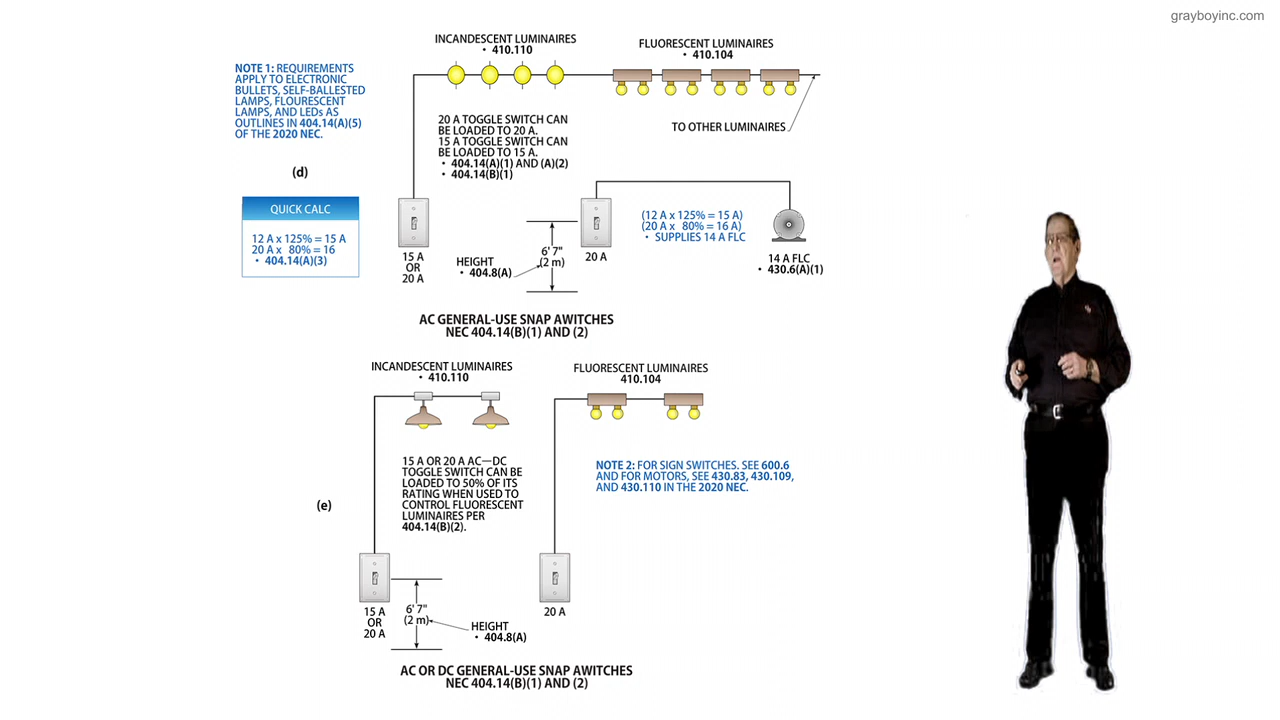 grayboyinc.com
INCANDESCENT LUMINAIRES
• 410.110
FLUORESCENT LUMINAIRES
• 410.104
NOTE 1: REQUIREMENTS
APPLY TO ELECTRONIC
BULLETS, SELF-BALLESTED
LAMPS, FLOURESCENT
LAMPS, AND LEDs AS
OUTLINES IN 404.14(A)(5)
OF THE 2020 NEC.
20 A TOGGLE SWITCH CAN
BE LOADED TO 20 A.
15 A TOGGLE SWITCH CAN
BE LOADED TO 15 A.
• 404.14(A)(1) AND (A)(2)
• 404.14(B)(1)
TO OTHER LUMINAIRES
(d)
QUICK CALC
12 A x 125% = 15 A
20 A x 80% = 16
• 404.14(A)(3)
15 A
OR
20 A
HEIGHT
• 404.8(A)
6' 7"
(2 m)
20 A
(12 A x 125% = 15 A)
(20 A x 80% = 16 A)
• SUPPLIES 14 A FLC
14 A FLC
• 430.6(A)(1)
AC GENERAL-USE SNAP AWITCHES
NEC 404.14(B)(1) AND (2)
INCANDESCENT LUMINAIRES
• 410.110
FLUORESCENT LUMINAIRES
410.104
15 A OR 20 A AC—DC
TOGGLE SWITCH CAN BE
LOADED TO 50% OF ITS
RATING WHEN USED TO
CONTROL FLUORESCENT
LUMINAIRES PER
404.14(B)(2).
NOTE 2: FOR SIGN SWITCHES. SEE 600.6
AND FOR MOTORS, SEE 430.83, 430.109,
AND 430.110 IN THE 2020 NEC.
(e)
15 A
OR
20 A
6' 7"
(2 m)
HEIGHT
• 404.8(A)
20 A
AC OR DC GENERAL-USE SNAP AWITCHES
NEC 404.14(B)(1) AND (2)